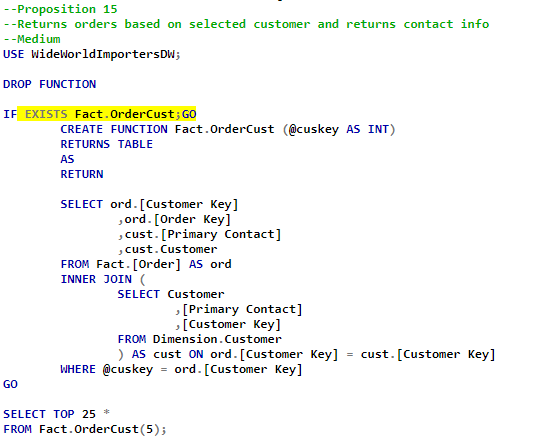 --Proposition 15
--Returns orders based on selected customer and returns contact info
--Medium
USE WideWorldImportersDW;
DROP FUNCTION
IF EXISTS Fact.OrderCust;GO
CREATE FUNCTION Fact.OrderCust (@cuskey AS INT)
RETURNS TABLE
AS
RETURN
SELECT ord.[Customer Key]
,ord.[Order Key]
,cust.[Primary Contact]
,cust.Customer
FROM Fact.[Order] AS ord
INNER JOIN (
SELECT Customer
,[Primary Contact]
,[Customer Key]
FROM Dimension.Customer
) AS cust ON ord.[Customer Key] = cust.[Customer Key]
WHERE @cuskey = ord.[Customer Key]
GO
SELECT TOP 25 *
FROM Fact.OrderCust(5);